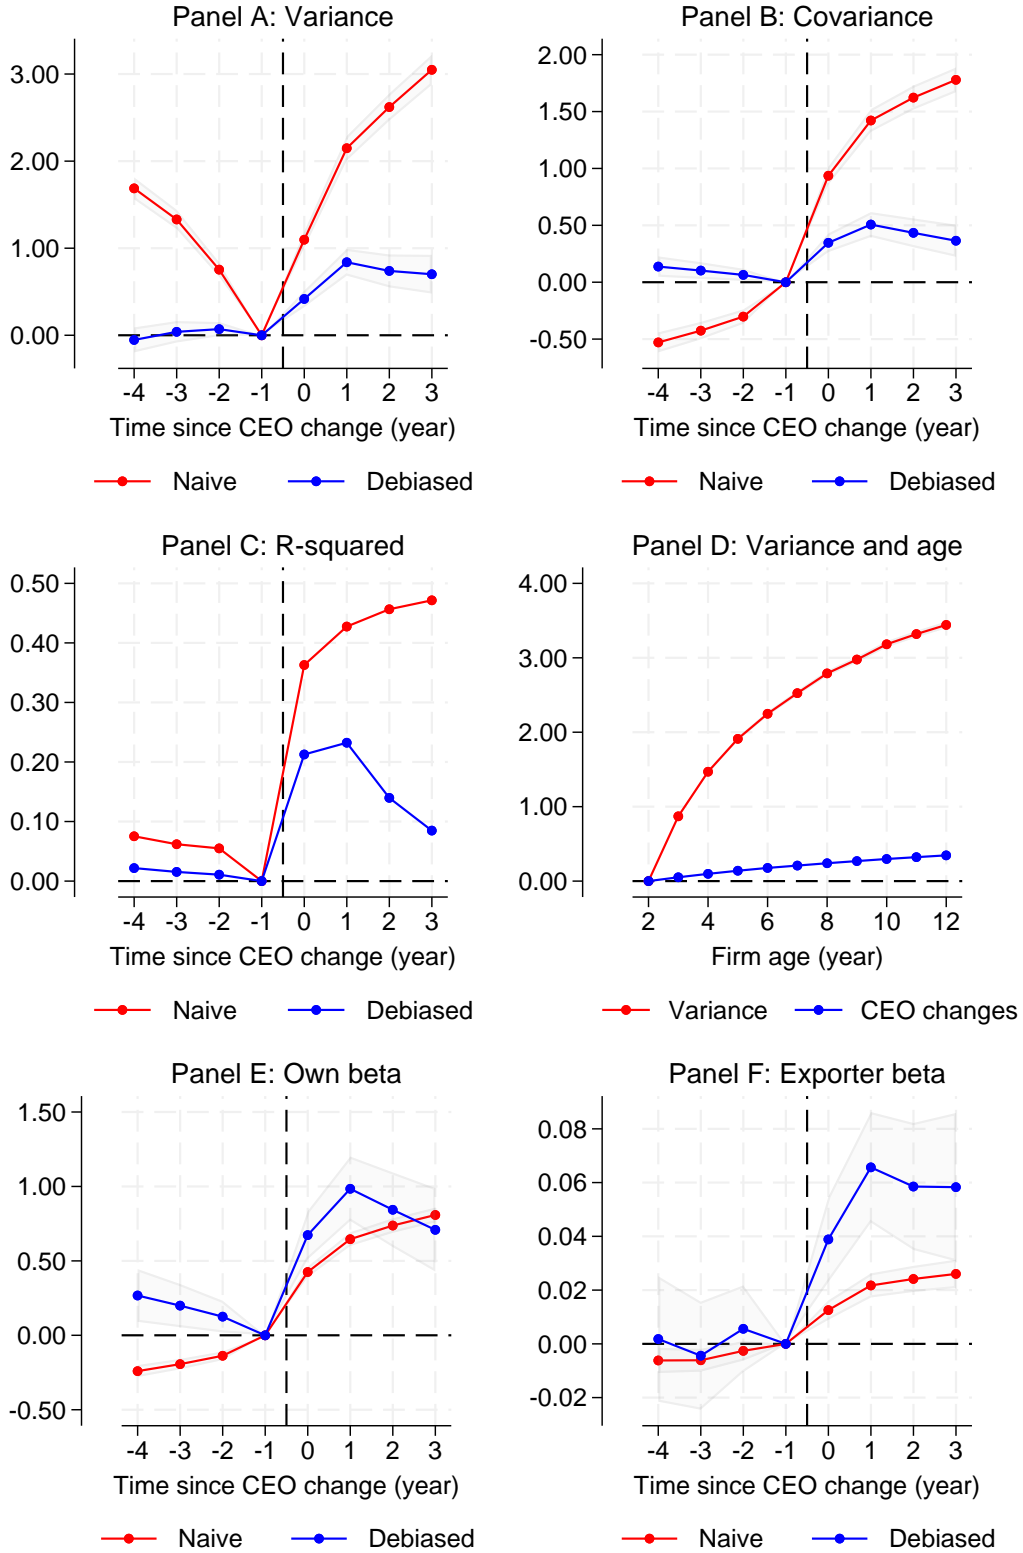 Panel A: Variance
3.00
2.00
1.00
0.00
-4 -3 -2 -1 0 1 2 3
Time since CEO change (year)
Naive Debiased
Panel B: Covariance
2.00
1.50
1.00
0.50
0.00
-0.50
-4 -3 -2 -1 0 1 2 3
Time since CEO change (year)
Naive Debiased
Panel C: R-squared
0.50
0.40
0.30
0.20
0.10
0.00
-4 -3 -2 -1 0 1 2 3
Time since CEO change (year)
Naive Debiased
Panel D: Variance and age
4.00
3.00
2.00
1.00
0.00
2 4 6 8 10 12
Firm age (year)
Variance CEO changes
Panel E: Own beta
1.50
1.00
0.50
0.00
-0.50
-4 -3 -2 -1 0 1 2 3
Time since CEO change (year)
Naive Debiased
Panel F: Exporter beta
0.08
0.06
0.04
0.02
0.00
-0.02
-4 -3 -2 -1 0 1 2 3
Time since CEO change (year)
Naive Debiased